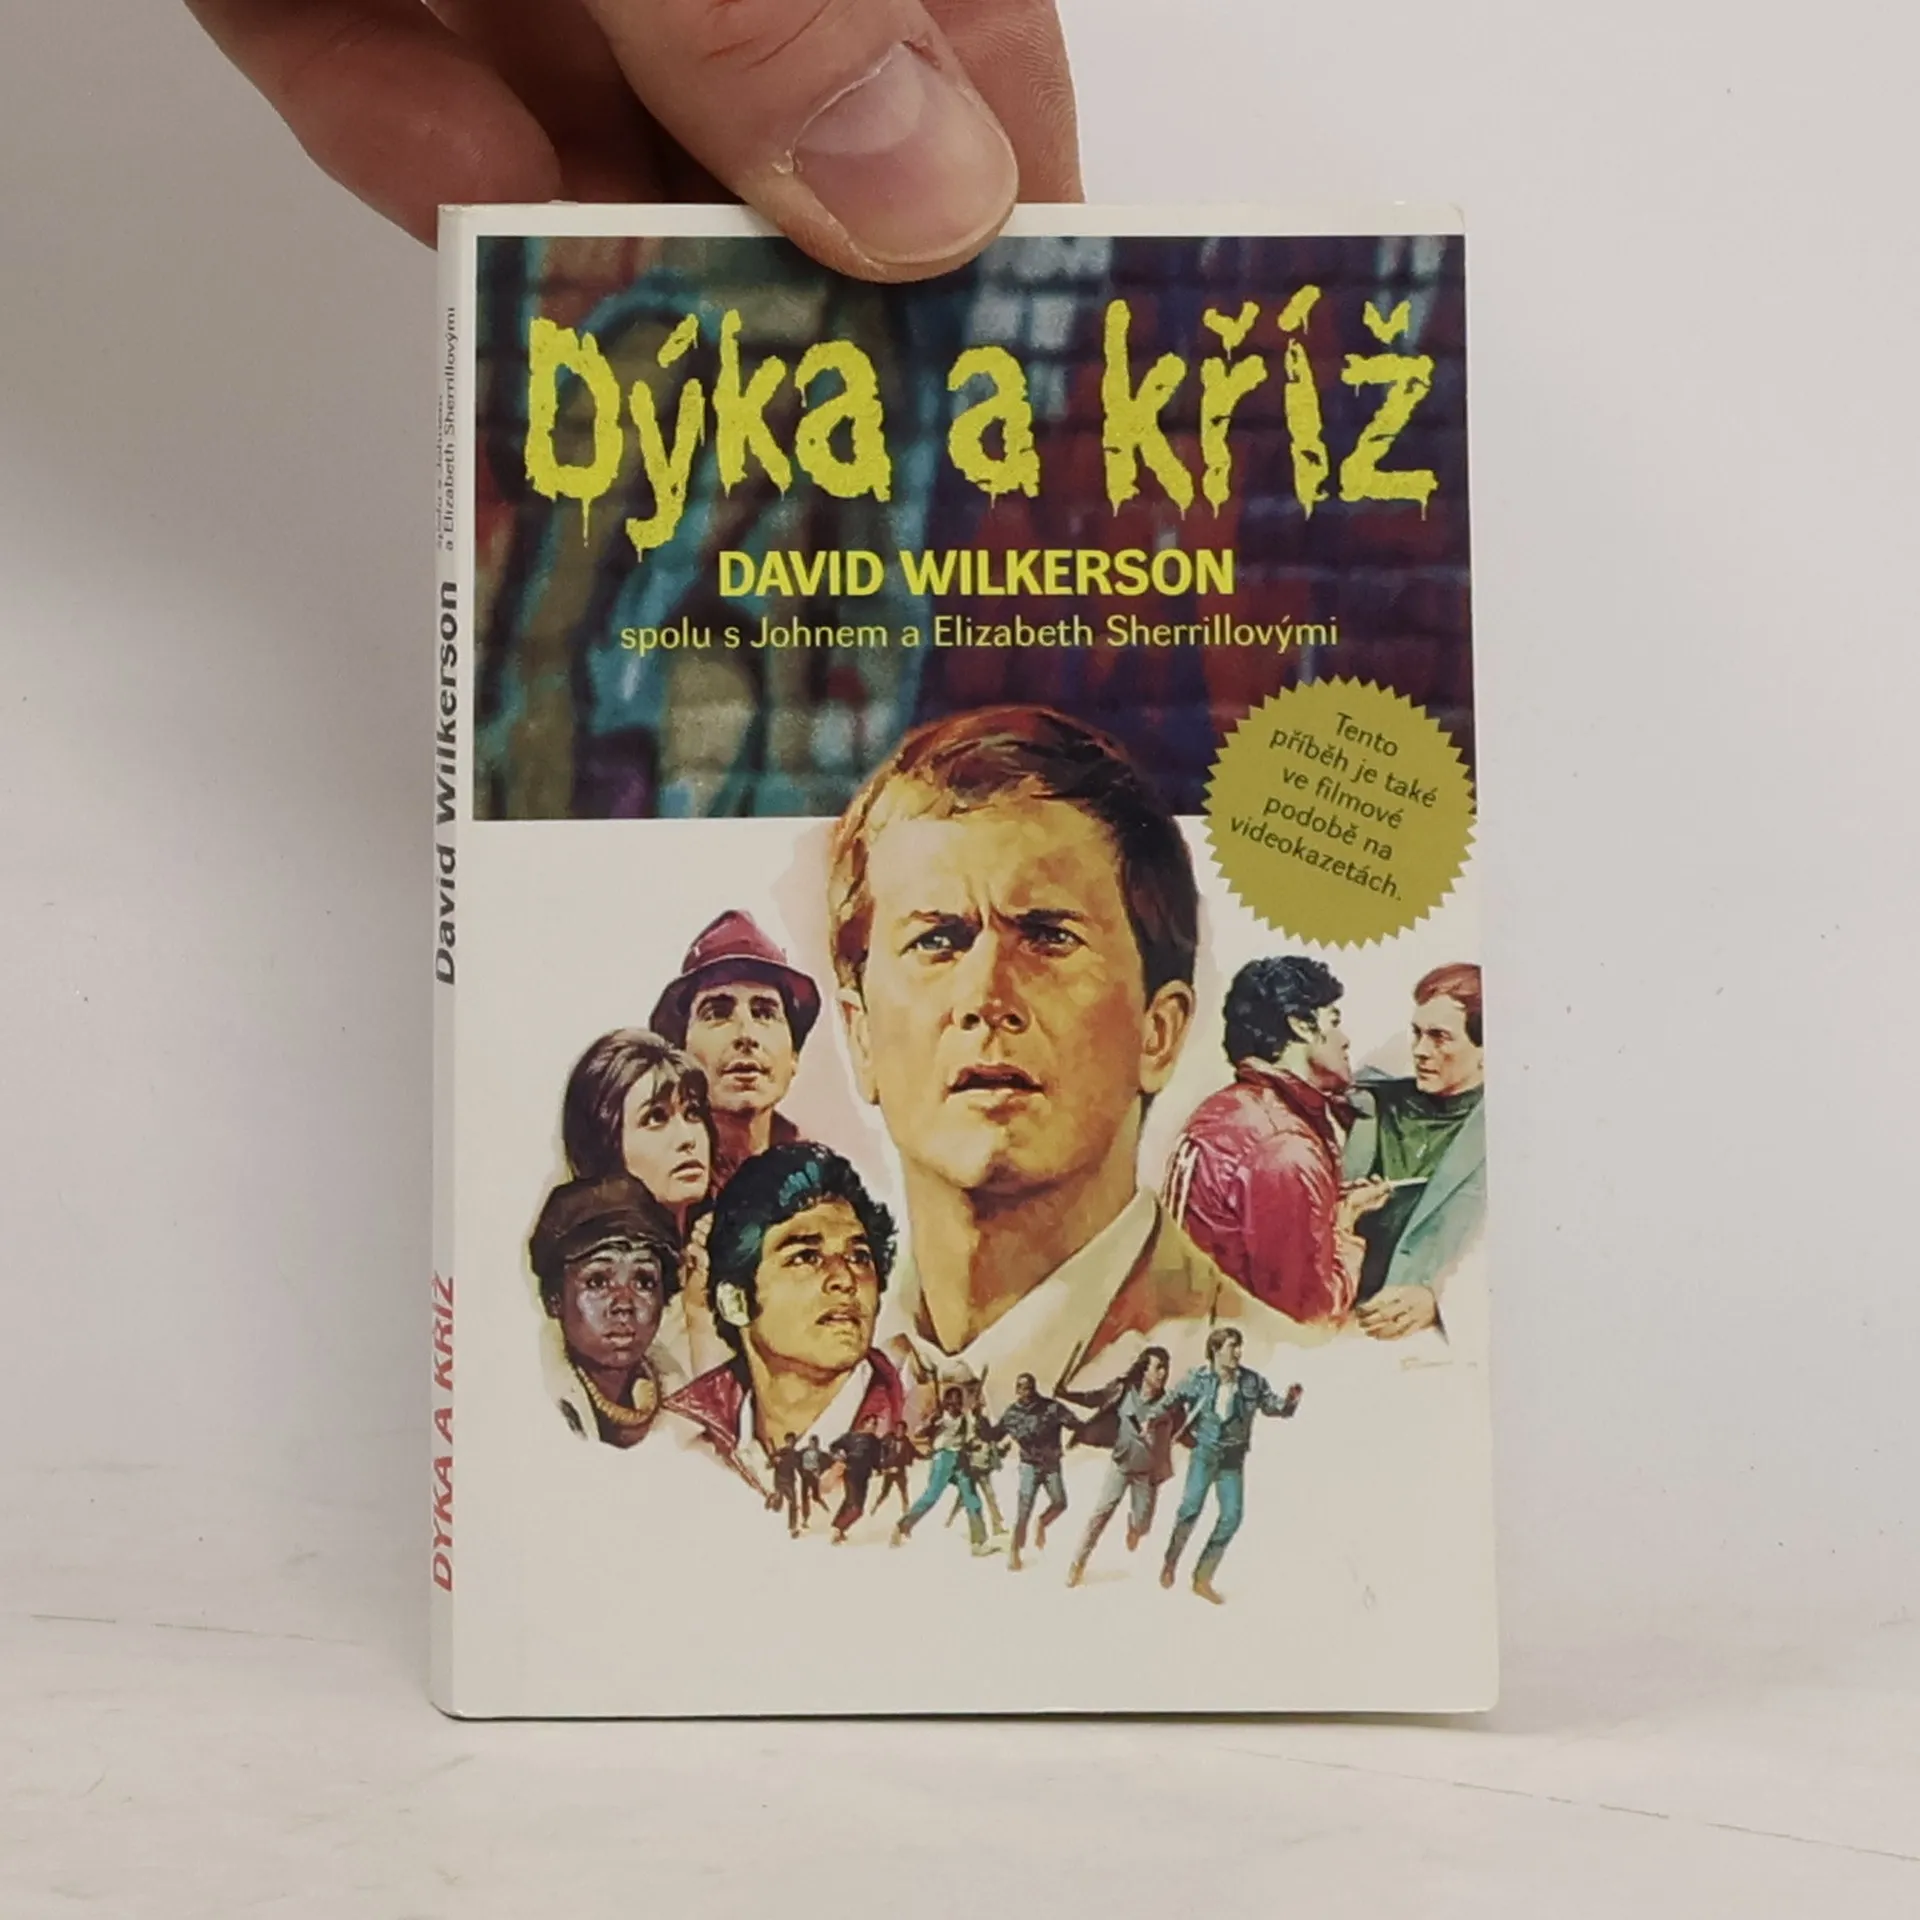 Dýka a kříž
DAVID WILKERSON
spolu s Johnem a Elizabeth Sherrillovými
Tento
příběh je také
ve filmové
podobě na
videokazetách.
spolu s Johnem
a Elizabeth Sherrillovými
David Wilkerson
DÝKA A KŘÍŽ